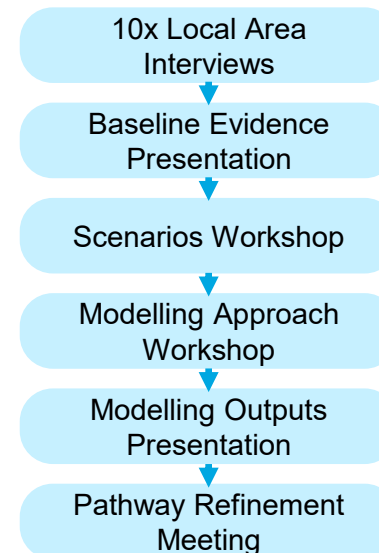 10x Local Area
Interviews
Baseline Evidence
Presentation
Scenarios Workshop
Modelling Approach
Workshop
Modelling Outputs
Presentation
Pathway Refinement
Meeting